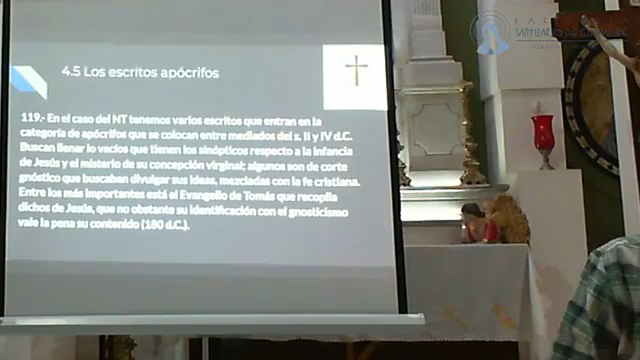 PARROQUIA
SANTUARIO DE GUADALUPE
4.5 Los escritos apócrifos
119.- En el caso del NT tenemos varios escritos que entran en la
categoría de apócrifos que se colocan entre mediados del s. II y IV d.C.
Buscan llenar lo vacíos que tienen los sinópticos respecto a la infancia
de Jesús y el misterio de su concepción virginal; algunos son de corte
gnóstico que buscaban divulgar sus ideas, mezcladas con la fe cristiana.
Entre los más importantes está el Evangelio de Tomás que recopila
dichos de Jesús, que no obstante su identificación con el gnosticismo
vale la pena su contenido (180 d.C.).